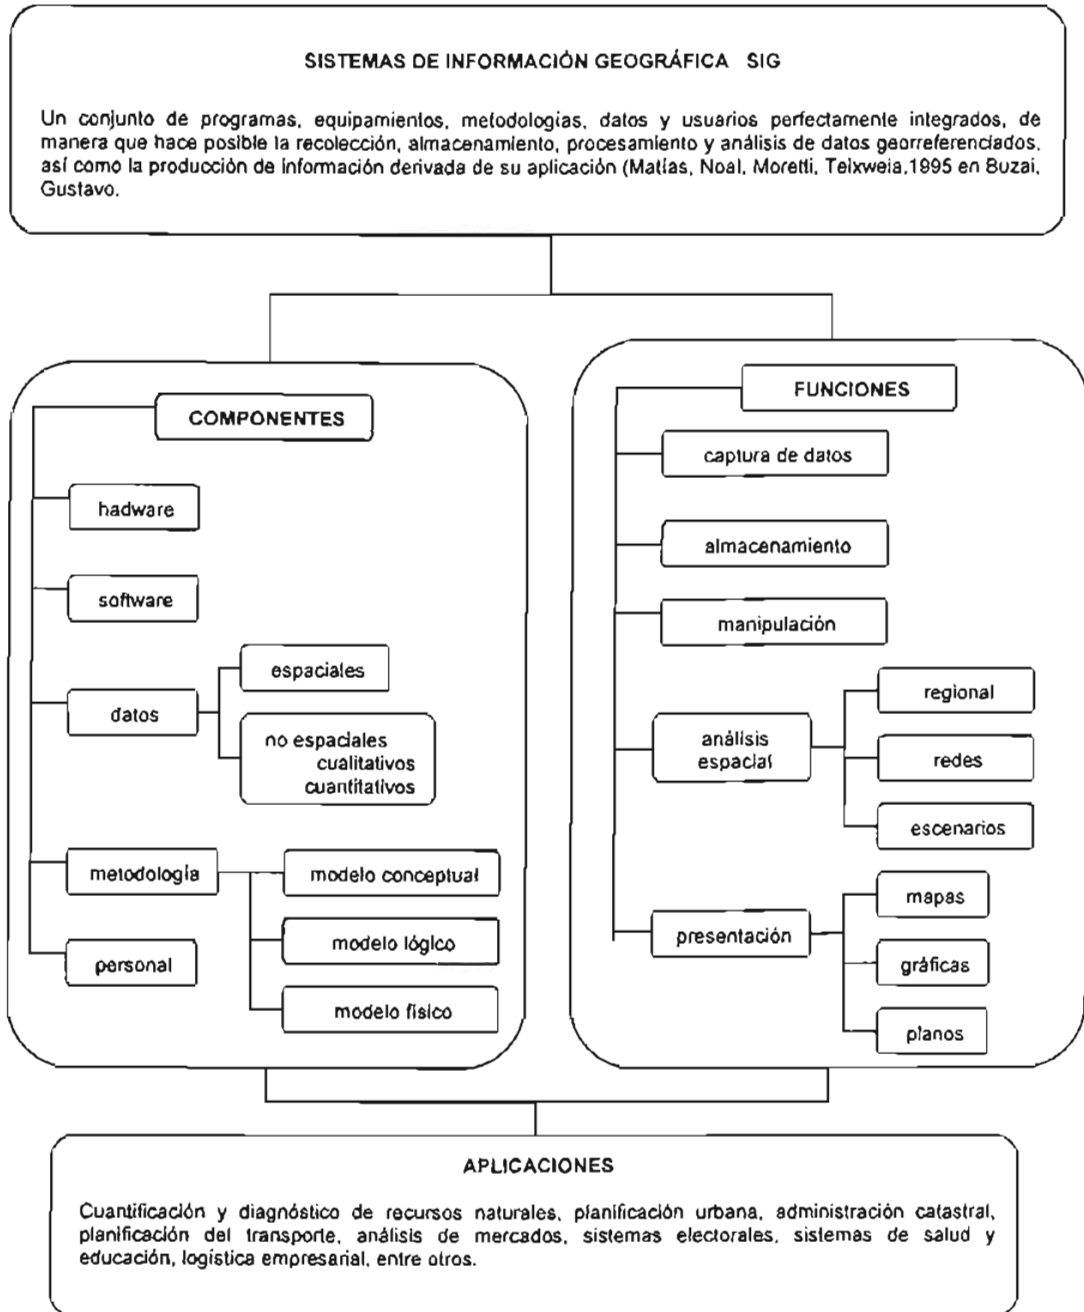 SISTEMAS DE INFORMACIÓN GEOGRÁFICA SIG
Un conjunto de programas, equipamientos, metodologías, datos y usuarios perfectamente integrados, de
manera que hace posible la recolección, almacenamiento, procesamiento y análisis de datos georreferenciados,
así como la producción de información derivada de su aplicación (Matías, Noal, Moretti, Teixweia,1995 en Buzai,
Gustavo.
COMPONENTES
hadware
software
datos
espaciales
no espaciales
cualitativos
cuantitativos
metodología
modelo conceptual
modelo lógico
modelo físico
personal
FUNCIONES
captura de datos
almacenamiento
manipulación
análisis
espacial
regional
redes
escenarios
presentación
mapas
gráficas
planos
APLICACIONES
Cuantificación y diagnóstico de recursos naturales, planificación urbana, administración catastral,
planificación del transporte, análisis de mercados, sistemas electorales, sistemas de salud y
educación, logística empresarial, entre otros.